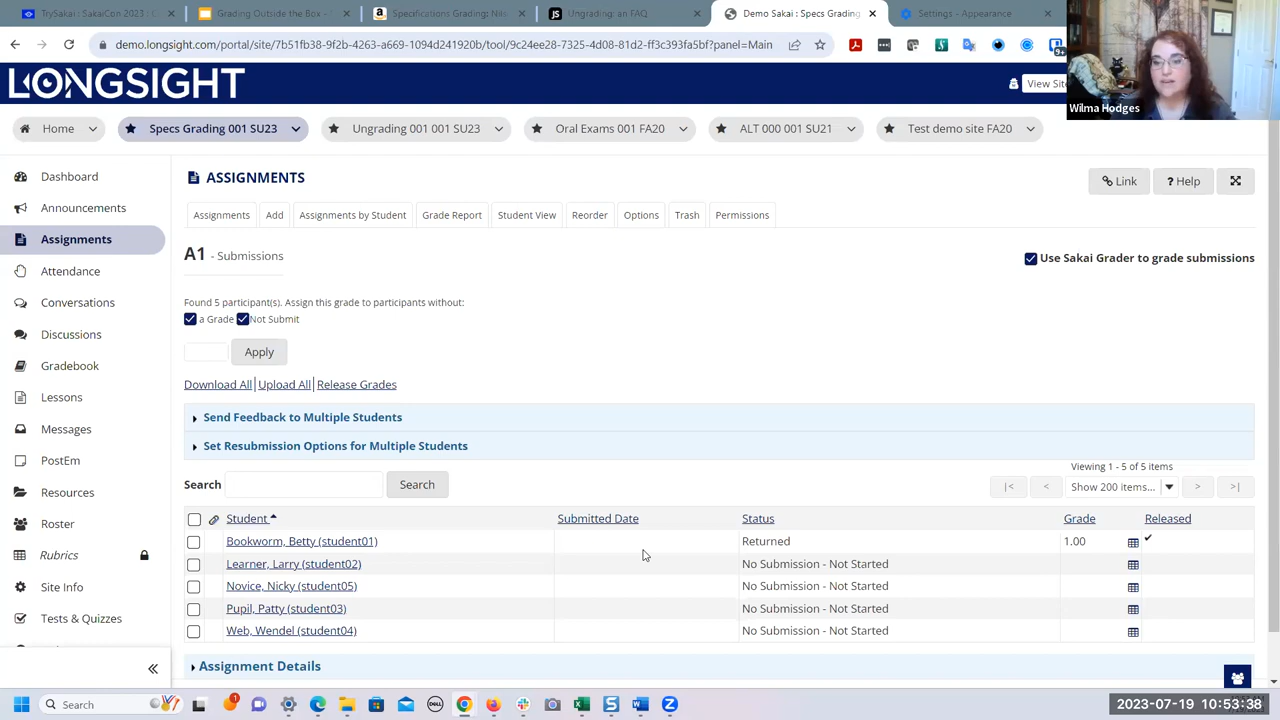 TrySakai: SakaiCon 2023 : C
Grading Outside the Box -
Specifications Grading: Nils
Ungrading: an FAQ
Demo Sakai : Specs Grading
Settings - Appearance
demo.longsight.com/portal/site/7b51fb38-9f2b-4263-a669-1094d241920b/tool/9c24ee28-7325-4d08-81d2-ff3c393fa5bf?panel=Main
9+
LONGSIGHT
View Sit
Wilma Hodges
Home
Specs Grading 001 SU23
Ungrading 001 001 SU23
Oral Exams 001 FA20
ALT 000 001 SU21
Test demo site FA20
Dashboard
Announcements
Assignments
Attendance
Conversations
Discussions
Gradebook
Lessons
Messages
PostEm
Resources
Roster
Rubrics
Site Info
Tests & Quizzes
ASSIGNMENTS
Link
? Help
Assignments
Add
Assignments by Student
Grade Report
Student View
Reorder
Options
Trash
Permissions
A1 - Submissions
Use Sakai Grader to grade submissions
Found 5 participant(s). Assign this grade to participants without:
a Grade Not Submit
Apply
Download All | Upload All | Release Grades
Send Feedback to Multiple Students
Set Resubmission Options for Multiple Students
Viewing 1 - 5 of 5 items
Search
Search
|< < Show 200 items... > >|
Student Submitted Date Status Grade Released
Bookworm, Betty (student01) Returned 1.00
Learner, Larry (student02) No Submission - Not Started
Novice, Nicky (student05) No Submission - Not Started
Pupil, Patty (student03) No Submission - Not Started
Web, Wendel (student04) No Submission - Not Started
Assignment Details
Search
1
DELL
2023-07-19 10:53:38